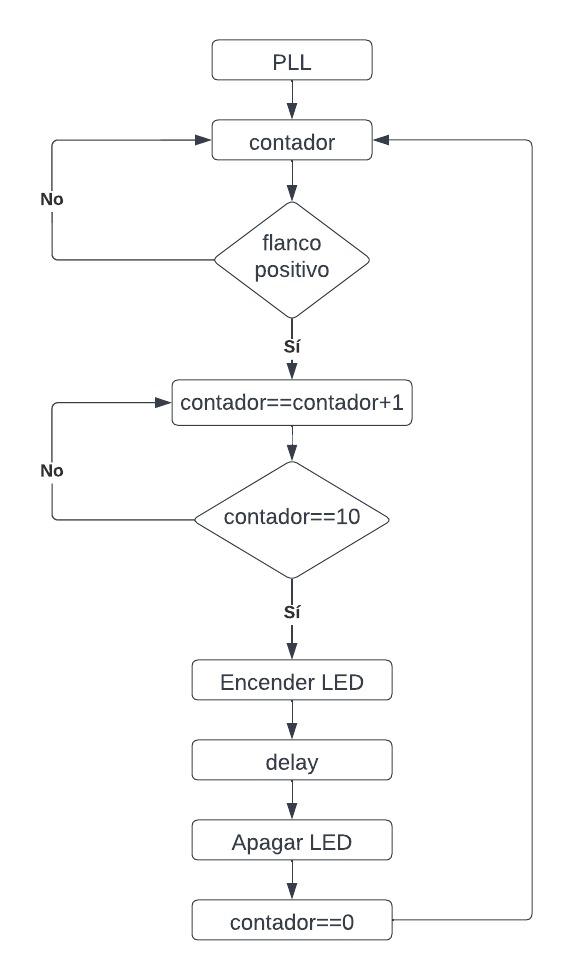 PLL
contador
No
flanco
positivo
Sí
contador==contador+1
No
contador==10
Sí
Encender LED
delay
Apagar LED
contador==0